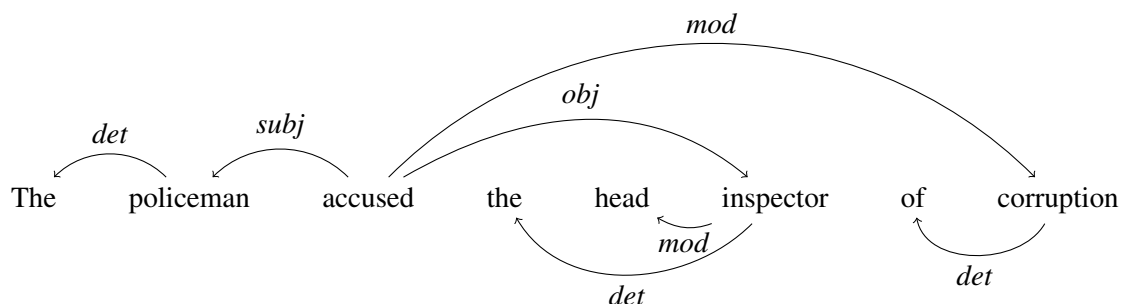 mod
obj
det subj
The policeman accused the head inspector of corruption
mod
det det